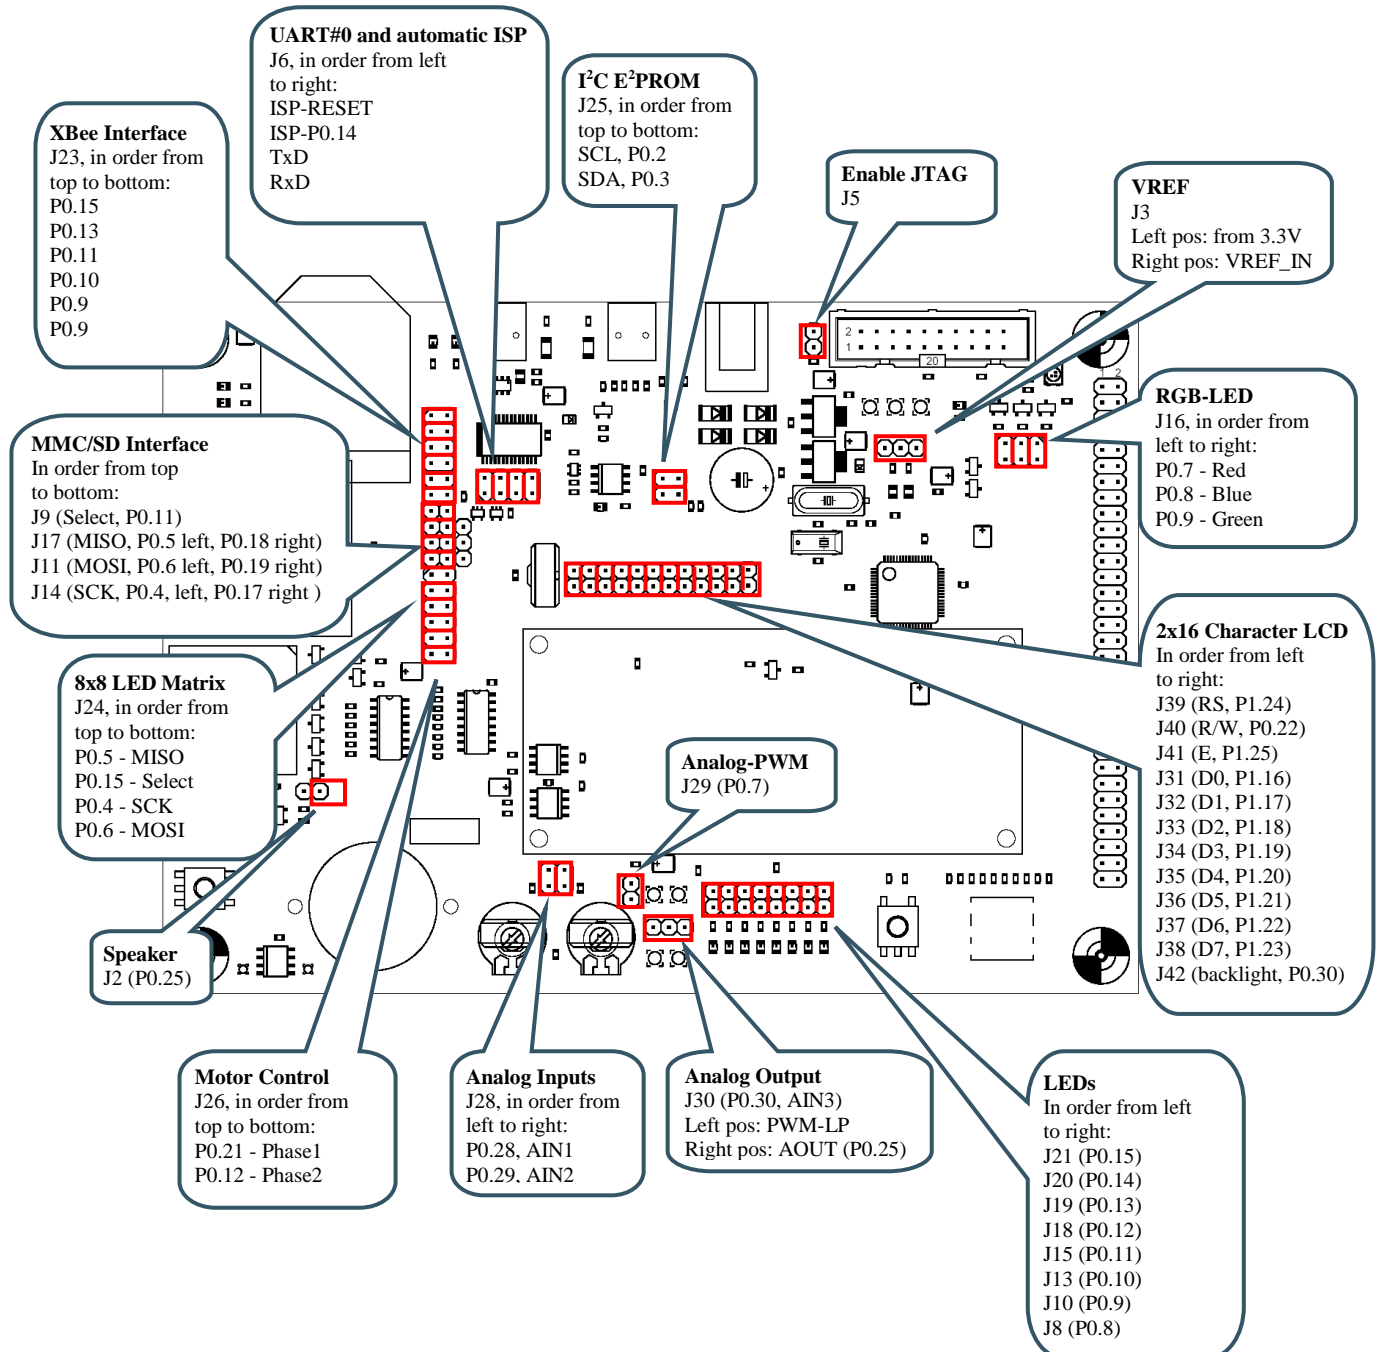 UART#0 and automatic ISP
J6, in order from left
to right:
ISP-RESET
ISP-P0.14
TxD
RxD
I2C E2PROM
J25, in order from
top to bottom:
SCL, P0.2
SDA, P0.3
XBee Interface
J23, in order from
top to bottom:
P0.15
P0.13
P0.11
P0.10
P0.9
P0.9
Enable JTAG
J5
VREF
J3
Left pos: from 3.3V
Right pos: VREF_IN
2
1
20
1 2
RGB-LED
J16, in order from
left to right:
P0.7 - Red
P0.8 - Blue
P0.9 - Green
MMC/SD Interface
In order from top
to bottom:
J9 (Select, P0.11)
J17 (MISO, P0.5 left, P0.18 right)
J11 (MOSI, P0.6 left, P0.19 right)
J14 (SCK, P0.4, left, P0.17 right )
2x16 Character LCD
In order from left
to right:
J39 (RS, P1.24)
J40 (R/W, P0.22)
J41 (E, P1.25)
J31 (D0, P1.16)
J32 (D1, P1.17)
J33 (D2, P1.18)
J34 (D3, P1.19)
J35 (D4, P1.20)
J36 (D5, P1.21)
J37 (D6, P1.22)
J38 (D7, P1.23)
J42 (backlight, P0.30)
8x8 LED Matrix
J24, in order from
top to bottom:
P0.5 - MISO
P0.15 - Select
P0.4 - SCK
P0.6 - MOSI
Analog-PWM
J29 (P0.7)
Speaker
J2 (P0.25)
Motor Control
J26, in order from
top to bottom:
P0.21 - Phase1
P0.12 - Phase2
Analog Inputs
J28, in order from
left to right:
P0.28, AIN1
P0.29, AIN2
Analog Output
J30 (P0.30, AIN3)
Left pos: PWM-LP
Right pos: AOUT (P0.25)
LEDs
In order from left
to right:
J21 (P0.15)
J20 (P0.14)
J19 (P0.13)
J18 (P0.12)
J15 (P0.11)
J13 (P0.10)
J10 (P0.9)
J8 (P0.8)